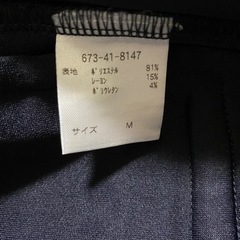 673-41-8147
表地 ポリエステル 81%
レーヨン 15%
ポリウレタン 4%
サイズ M